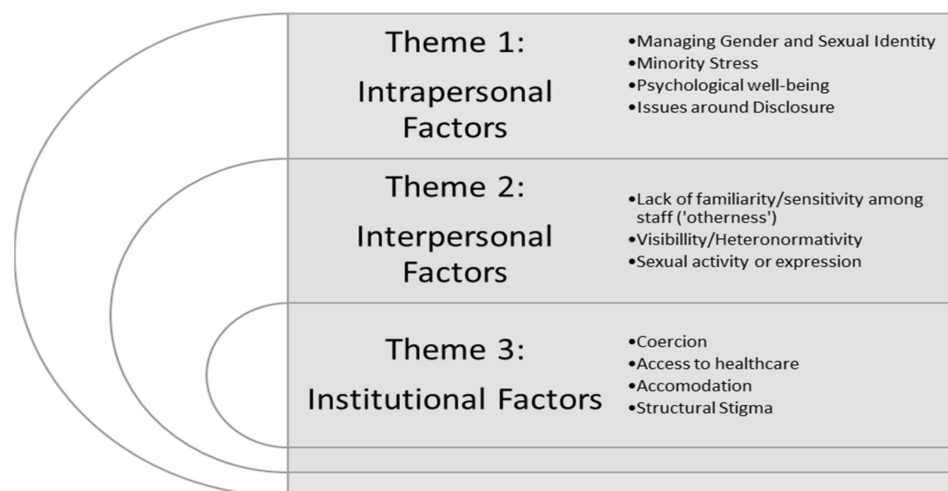 Theme 1:
Intrapersonal
Factors
•Managing Gender and Sexual Identity
•Minority Stress
•Psychological well-being
•Issues around Disclosure
Theme 2:
Interpersonal
Factors
•Lack of familiarity/sensitivity among
staff ('otherness')
•Visibillity/Heteronormativity
•Sexual activity or expression
Theme 3:
Institutional Factors
•Coercion
•Access to healthcare
•Accomodation
•Structural Stigma